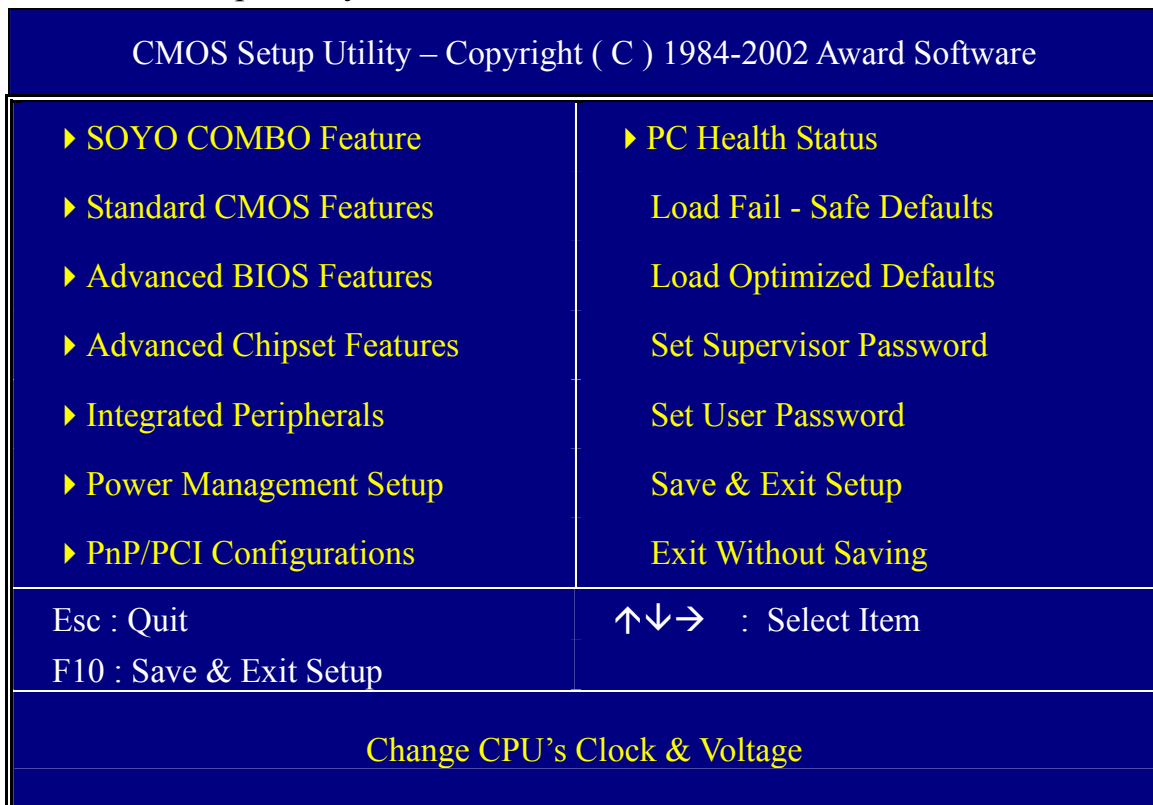 CMOS Setup Utility – Copyright ( C ) 1984-2002 Award Software
SOYO COMBO Feature
Standard CMOS Features
Advanced BIOS Features
Advanced Chipset Features
Integrated Peripherals
Power Management Setup
PnP/PCI Configurations
PC Health Status
Load Fail - Safe Defaults
Load Optimized Defaults
Set Supervisor Password
Set User Password
Save & Exit Setup
Exit Without Saving
Esc : Quit
F10 : Save & Exit Setup
↑↓→ : Select Item
Change CPU’s Clock & Voltage